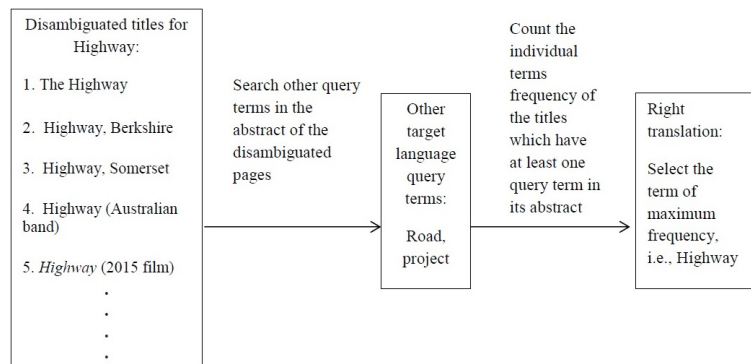 Disambiguated titles for
Highway:
1. The Highway
2. Highway, Berkshire
3. Highway, Somerset
4. Highway (Australian
band)
5. Highway (2015 film)
Search other query
terms in the
abstract of the
disambiguated
pages
Other
target
language
query
terms:
Road,
project
Count the
individual
terms
frequency of
the titles
which have
at least one
query term in
its abstract
Right
translation:
Select the
term of
maximum
frequency,
i.e., Highway